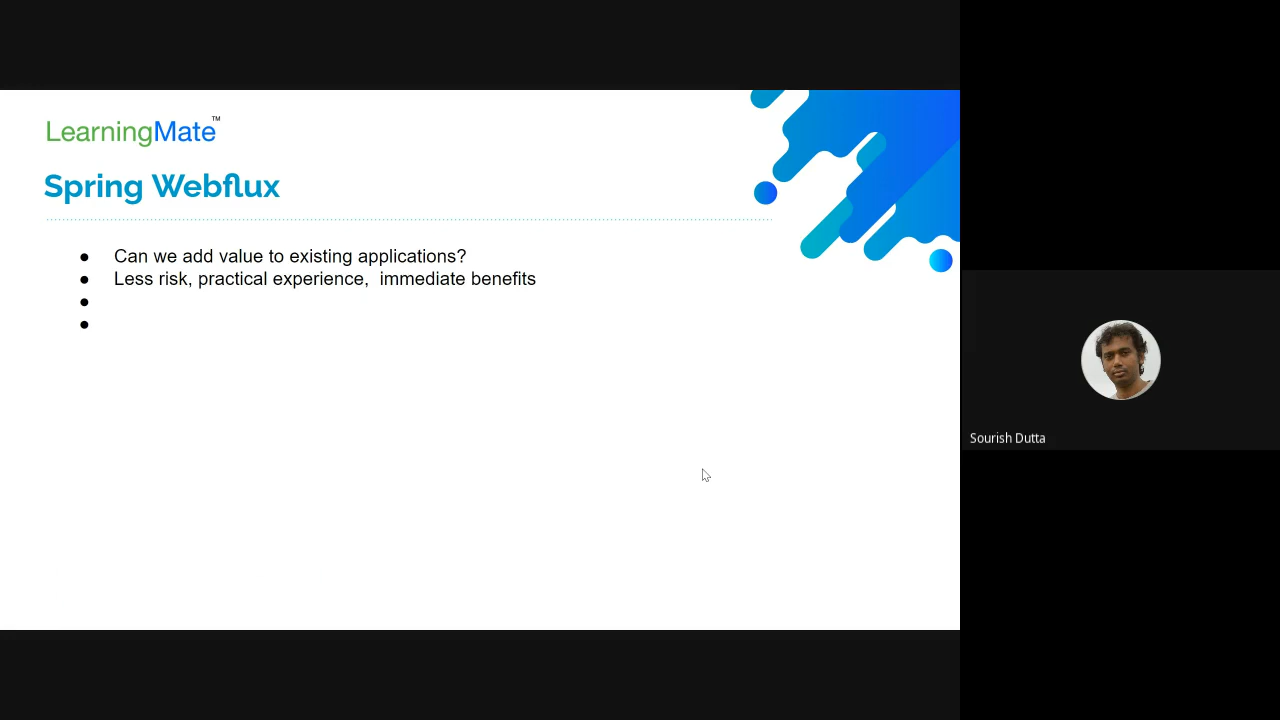 LearningMate™
Spring Webflux
● Can we add value to existing applications?
● Less risk, practical experience,  immediate benefits
●
●
Sourish Dutta